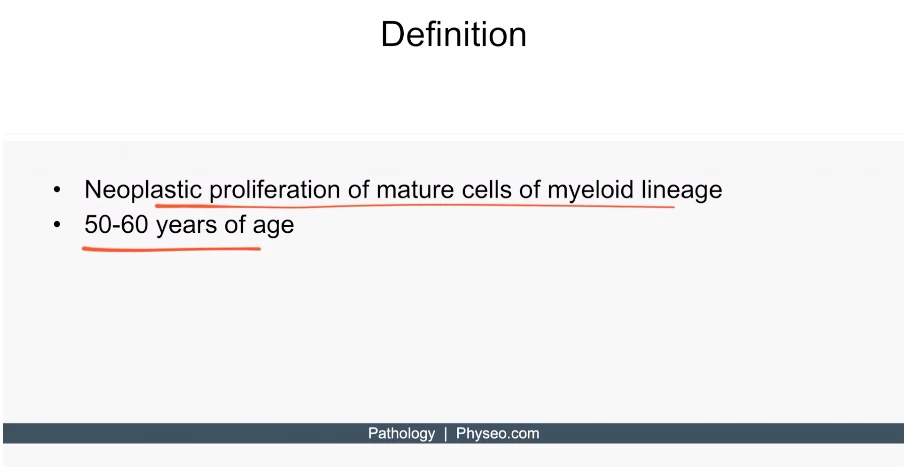 Definition
• Neoplastic proliferation of mature cells of myeloid lineage
• 50-60 years of age
Pathology | Physeo.com